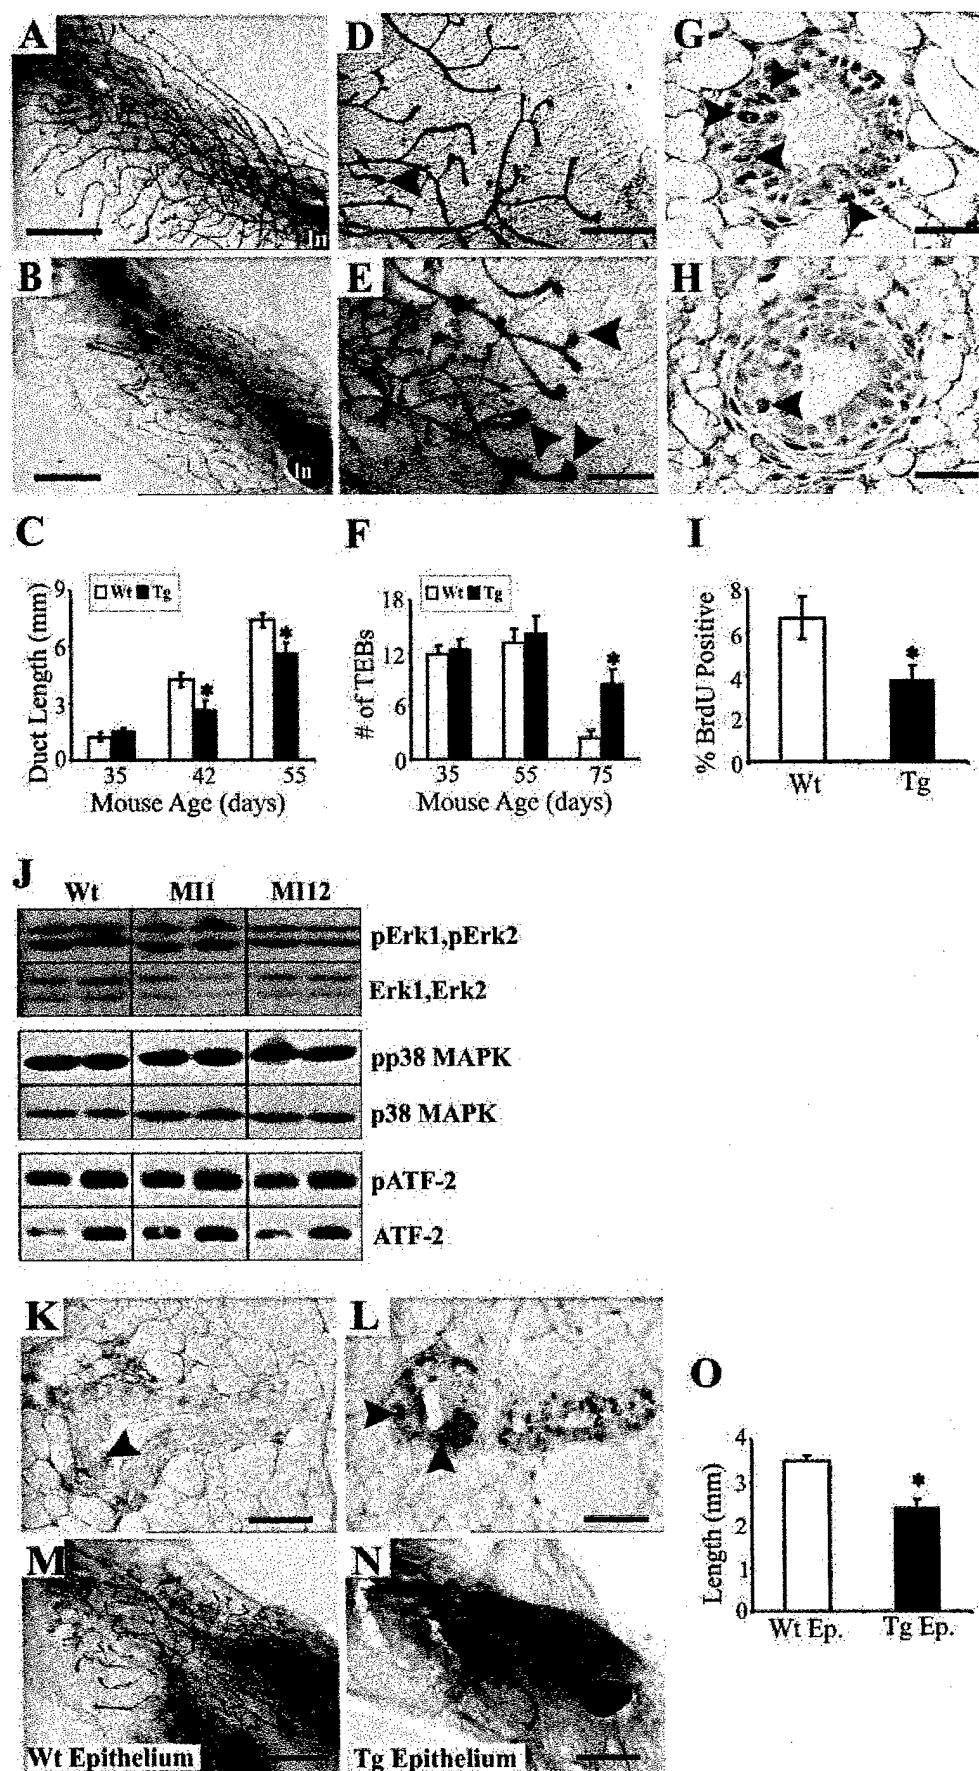 A
D
G
In
B
E
H
In
C
F
I
Duct Length (mm)
9
6
3
0
Wt Tg
*
*
35 42 55
Mouse Age (days)
# of TEBs
18
12
6
0
Wt Tg
*
35 55 75
Mouse Age (days)
% BrdU Positive
8
6
4
2
0
*
Wt Tg
J
Wt MI1 MI12
pErk1,pErk2
Erk1,Erk2
pp38 MAPK
p38 MAPK
pATF-2
ATF-2
K
L
O
M
N
Wt Epithelium
Tg Epithelium
Length (mm)
4
3
2
1
0
*
Wt Ep. Tg Ep.